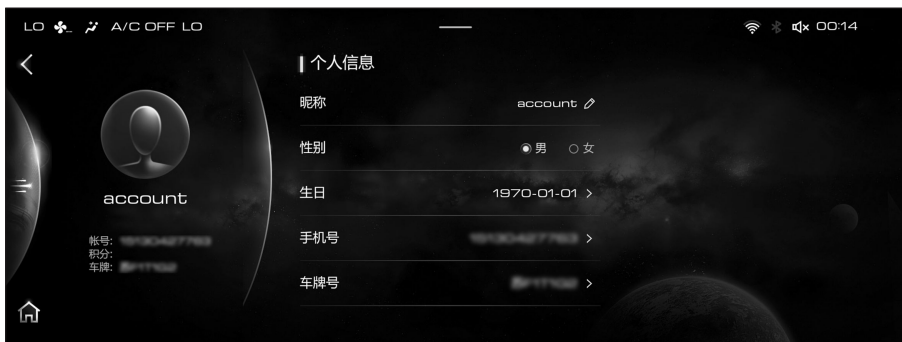 LO A/C OFF LO
00:14
个人信息
昵称 account
性别 男 女
生日 1970-01-01
手机号
车牌号
account
帐号:
积分:
车牌: